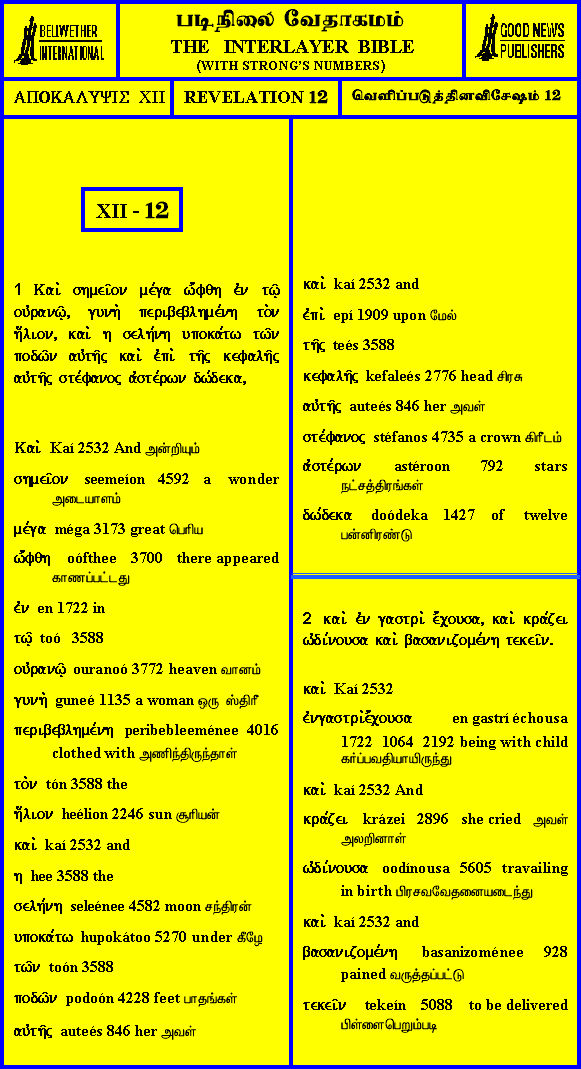 BELLWETHER
INTERNATIONAL
படிநிலை வேதாகமம்
THE INTERLAYER BIBLE
(WITH STRONG'S NUMBERS)
GOOD NEWS
PUBLISHERS
ΑΠΟΚΑΛΥΨΙΣ XII
REVELATION 12
வெளிப்படுத்தினவிசேஷம் 12
XII - 12
1 Καὶ σημεῖον μέγα ὤφθη ἐν τῷ
οὐρανῷ, γυνὴ περιβεβλημένη τὸν
ἥλιον, καὶ η σελήνη υποκάτω τῶν
ποδῶν αὐτῆς καὶ ἐπὶ τῆς κεφαλῆς
αὐτῆς στέφανος ἀστέρων δώδεκα,
Καὶ Kaí 2532 And அன்றியும்
σημεῖον seemeíon 4592 a wonder
அடையாளம்
μέγα méga 3173 great பெரிய
ὤφθη oófthee 3700 there appeared
காணப்பட்டது
ἐν en 1722 in
τῷ toó 3588
οὐρανῷ ouranoó 3772 heaven வானம்
γυνὴ guneé 1135 a woman ஒரு ஸ்திரீ
περιβεβλημένη peribebleeménee 4016
clothed with அணிந்திருந்தாள்
τὸν tón 3588 the
ἥλιον heélion 2246 sun சூரியன்
καὶ kaí 2532 and
η hee 3588 the
σελήνη seleénee 4582 moon சந்திரன்
υποκάτω hupokátoo 5270 under கீழே
τῶν toón 3588
ποδῶν podoón 4228 feet பாதங்கள்
αὐτῆς auteés 846 her அவள்
καὶ kaí 2532 and
ἐπὶ epí 1909 upon மேல்
τῆς teés 3588
κεφαλῆς kefaleés 2776 head சிரசு
αὐτῆς auteés 846 her அவள்
στέφανος stéfanos 4735 a crown கிரீடம்
ἀστέρων astéroon 792 stars
நட்சத்திரங்கள்
δώδεκα doódeka 1427 of twelve
பன்னிரண்டு
2 καὶ ἐν γαστρὶ ἔχουσα, καὶ κράζει
ὠδίνουσα καὶ βασανιζομένη τεκεῖν.
καὶ Kaí 2532
ἐνγαστρὶἔχουσα en gastrí échousa
1722 1064 2192 being with child
கர்ப்பவதியாயிருந்து
καὶ kaí 2532 And
κράζει krázei 2896 she cried அவள்
அலறினாள்
ὠδίνουσα oodínousa 5605 travailing
in birth பிரசவவேதனையடைந்து
καὶ kaí 2532 and
βασανιζομένη basanizoménee 928
pained வருத்தப்பட்டு
τεκεῖν tekeín 5088 to be delivered
பிள்ளைபெறும்படி